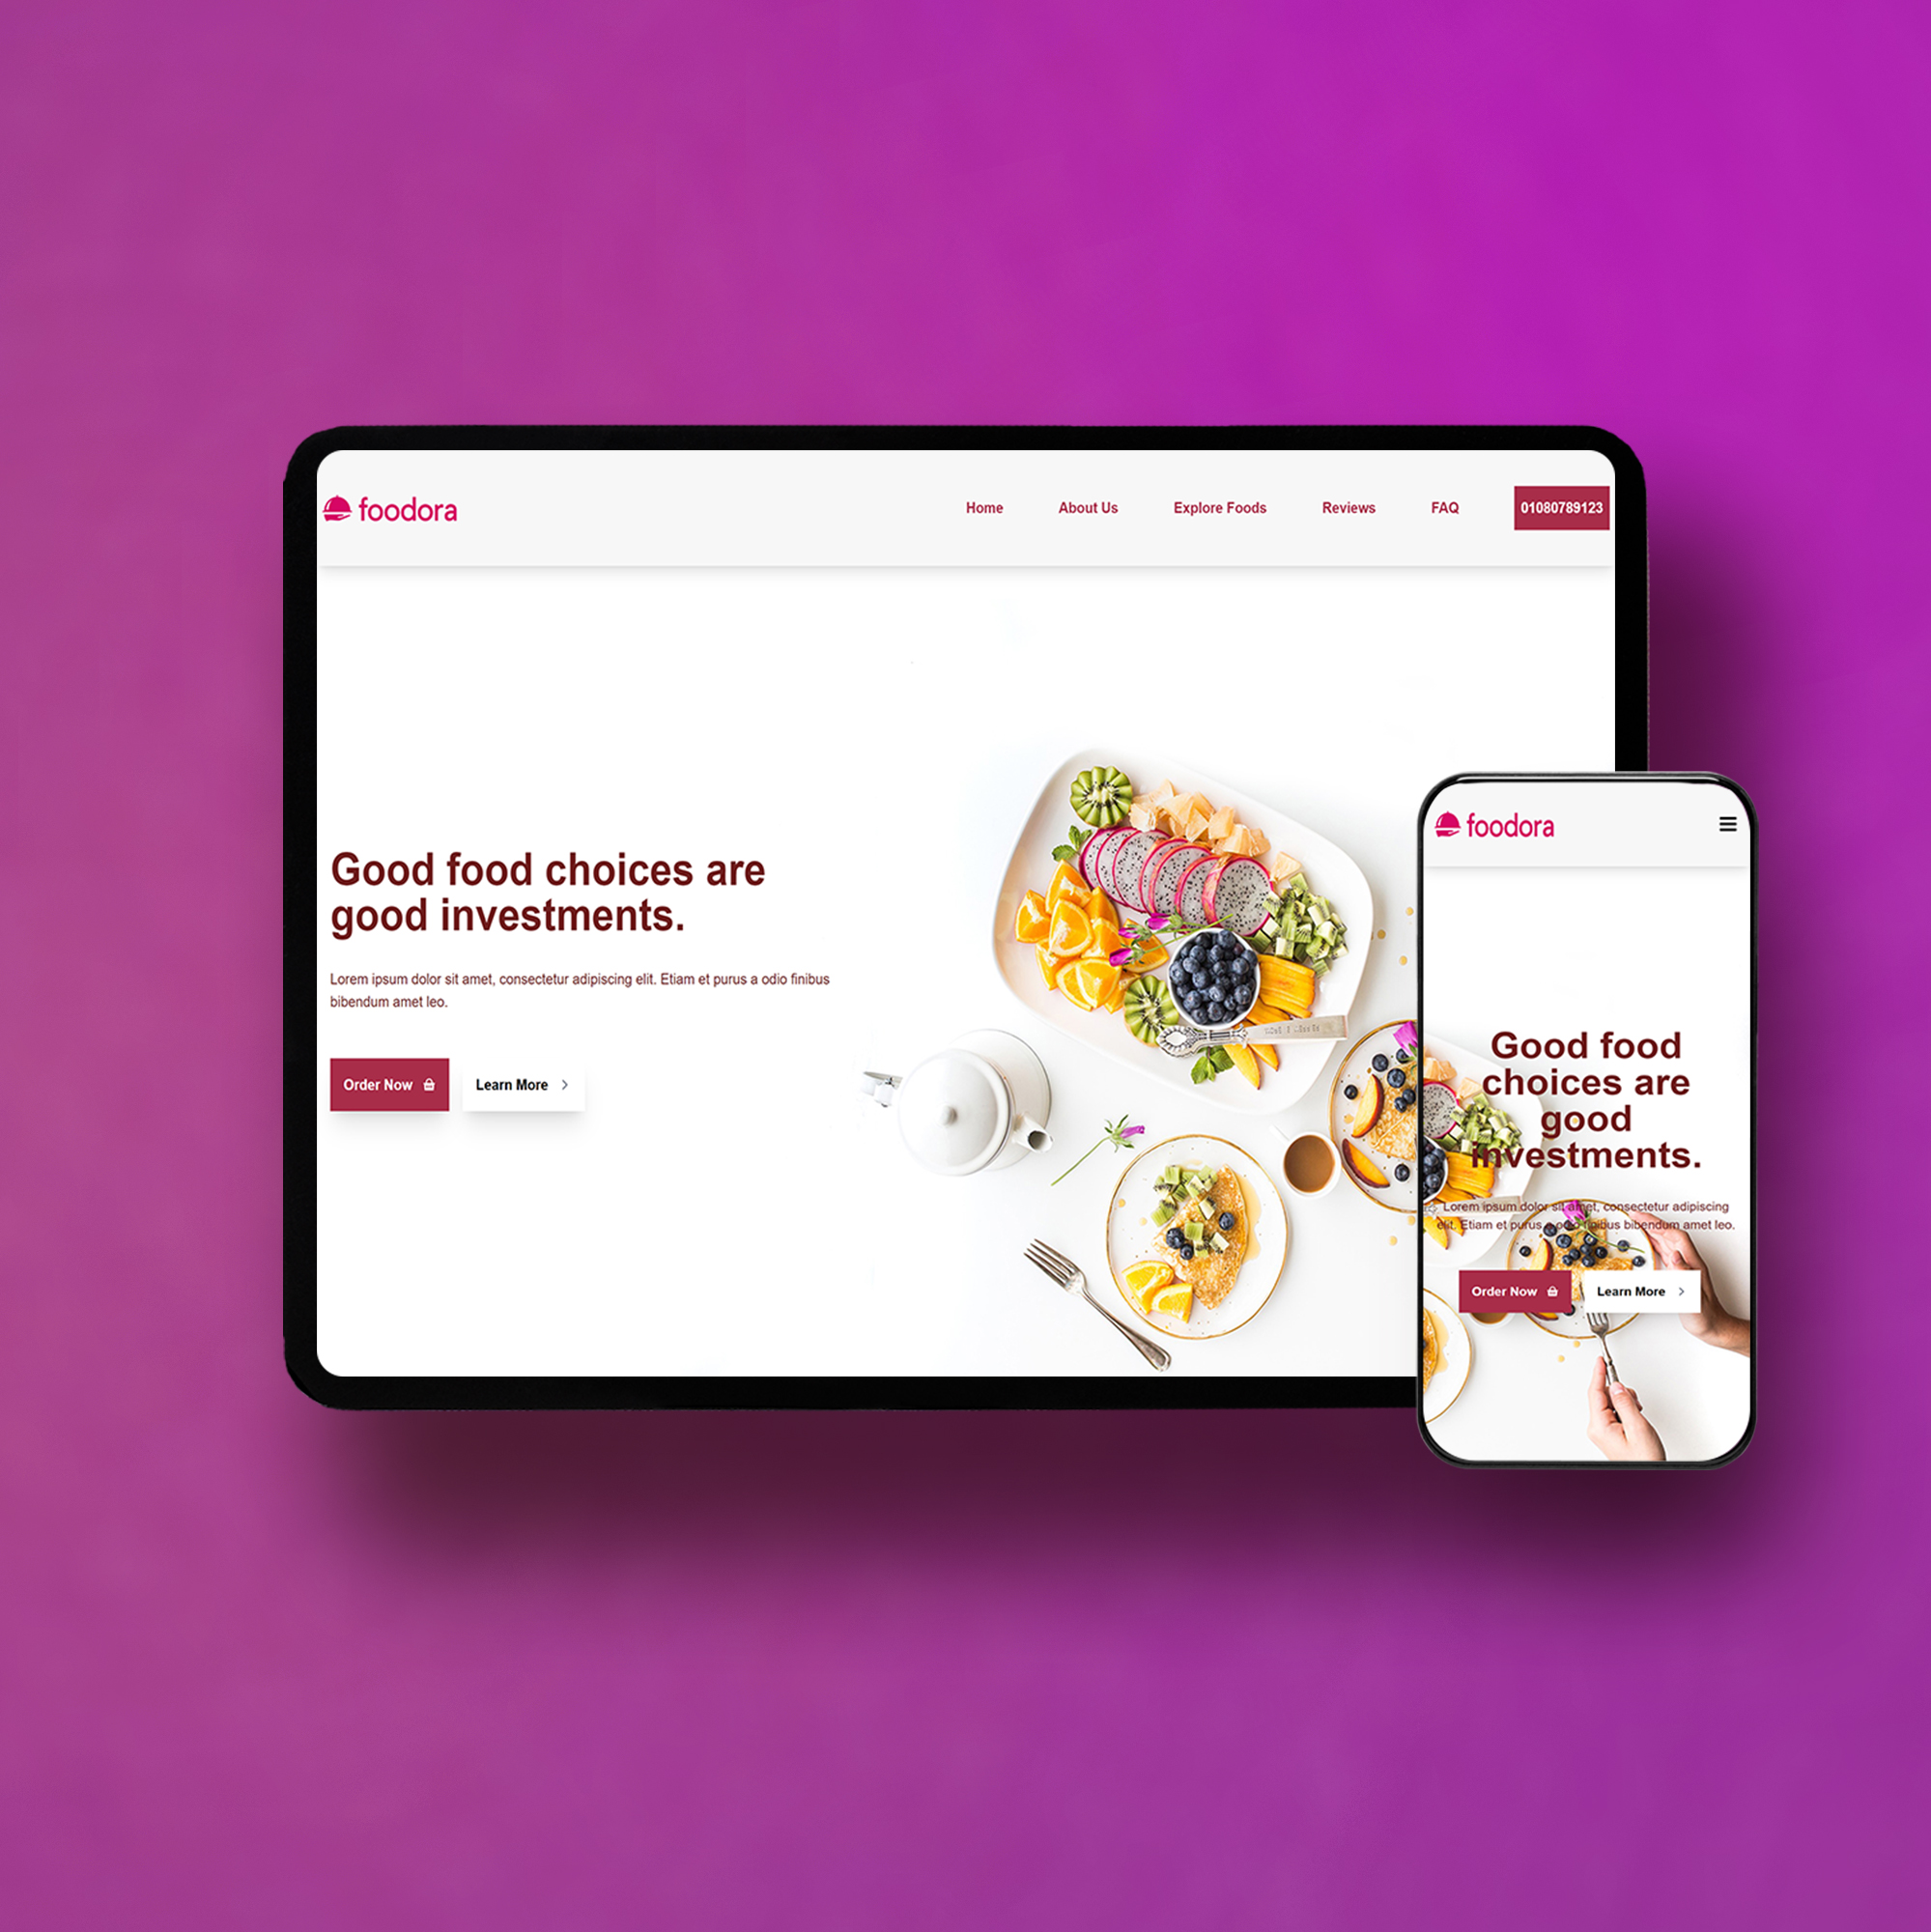 foodora
Home About Us Explore Foods Reviews FAQ 01080789123
Good food choices are
good investments.
Lorem ipsum dolor sit amet, consectetur adipiscing elit. Etiam et purus a odio finibus
bibendum amet leo.
Order Now Learn More
foodora
Good food
choices are
good
investments.
Lorem ipsum dolor sit amet, consectetur adipiscing
elit. Etiam et purus a odio finibus bibendum amet leo.
Order Now Learn More